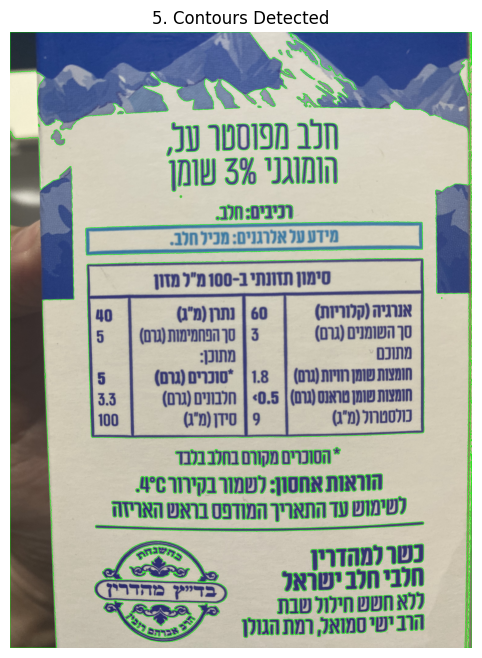 5. Contours Detected
חלב מפוסטר על,
הומוגני 3% שומן
רכיבים: חלב.
מידע על אלרגנים: מכיל חלב.
סימון תזונתי ב-100 מ"ל מזון
אנרגיה (קלוריות) 60 נתרן (מ"ג) 40
סך השומנים (גרם) 3 סך הפחמימות (גרם) 5
מתוכם מתוכן:
חומצות שומן רוויות (גרם) 1.8 *סוכרים (גרם) 5
חומצות שומן טראנס (גרם) <0.5 חלבונים (גרם) 3.3
כולסטרול (מ"ג) 9 סידן (מ"ג) 100
* הסוכרים מקורם בחלב בלבד
הוראות אחסון: לשמור בקירור 4°C.
לשימוש עד התאריך המודפס בראש האריזה
כשר למהדרין
חלבי חלב ישראל
ללא חשש חילול שבת
הרב ישי סמואל, רמת הגולן
בהשגחת
בד"ץ מהדרין
הרב אברהם רובין